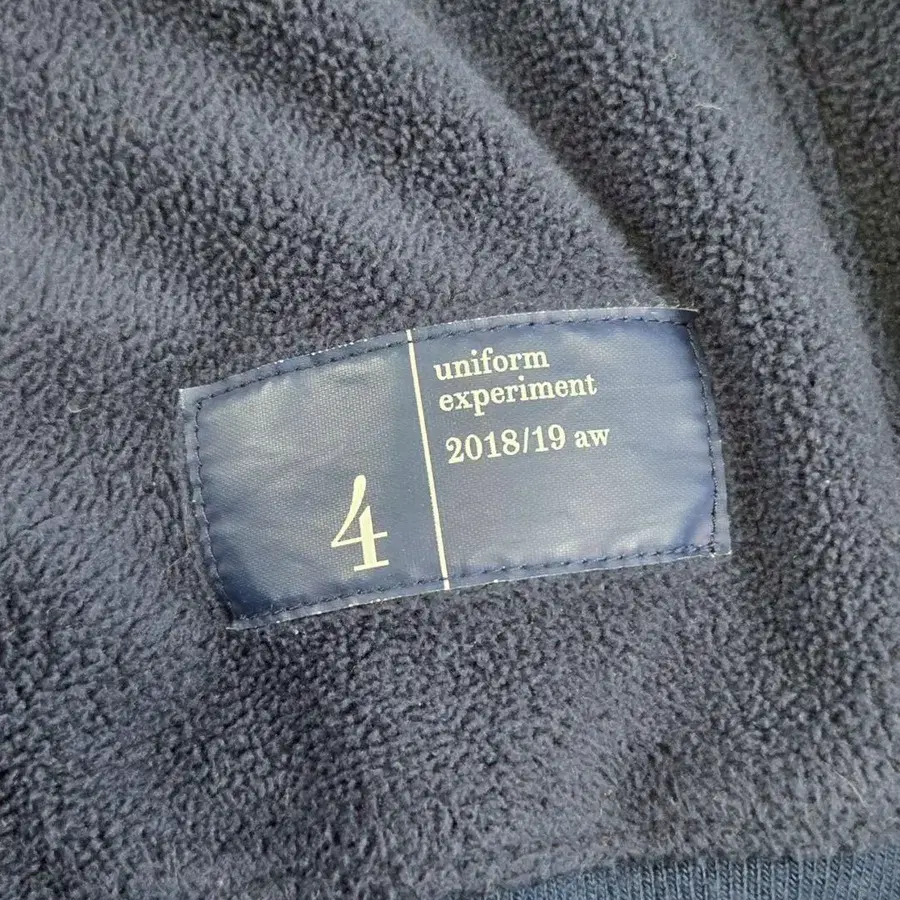 4
uniform
experiment
2018/19 aw